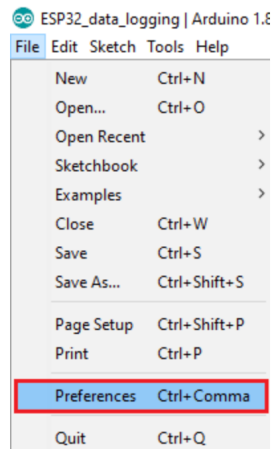 ESP32_data_logging | Arduino 1.8
File Edit Sketch Tools Help
New Ctrl+N
Open... Ctrl+O
Open Recent >
Sketchbook >
Examples >
Close Ctrl+W
Save Ctrl+S
Save As... Ctrl+Shift+S
Page Setup Ctrl+Shift+P
Print Ctrl+P
Preferences Ctrl+Comma
Quit Ctrl+Q